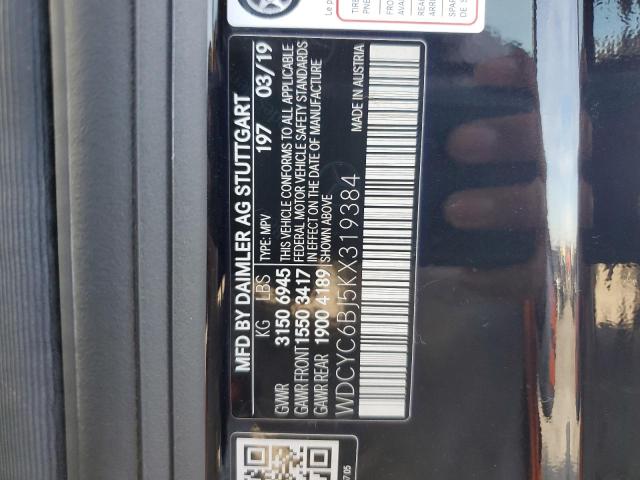 MFD BY DAIMLER AG STUTTGART
KG LBS TYPE: MPV 197 03/19
GVWR 3150 6945 THIS VEHICLE CONFORMS TO ALL APPLICABLE
GAWR FRONT 1550 3417 FEDERAL MOTOR VEHICLE SAFETY STANDARDS
GAWR REAR 1900 4189 IN EFFECT ON THE DATE OF MANUFACTURE
SHOWN ABOVE
WDCYC6BJ5KX319384 MADE IN AUSTRIA